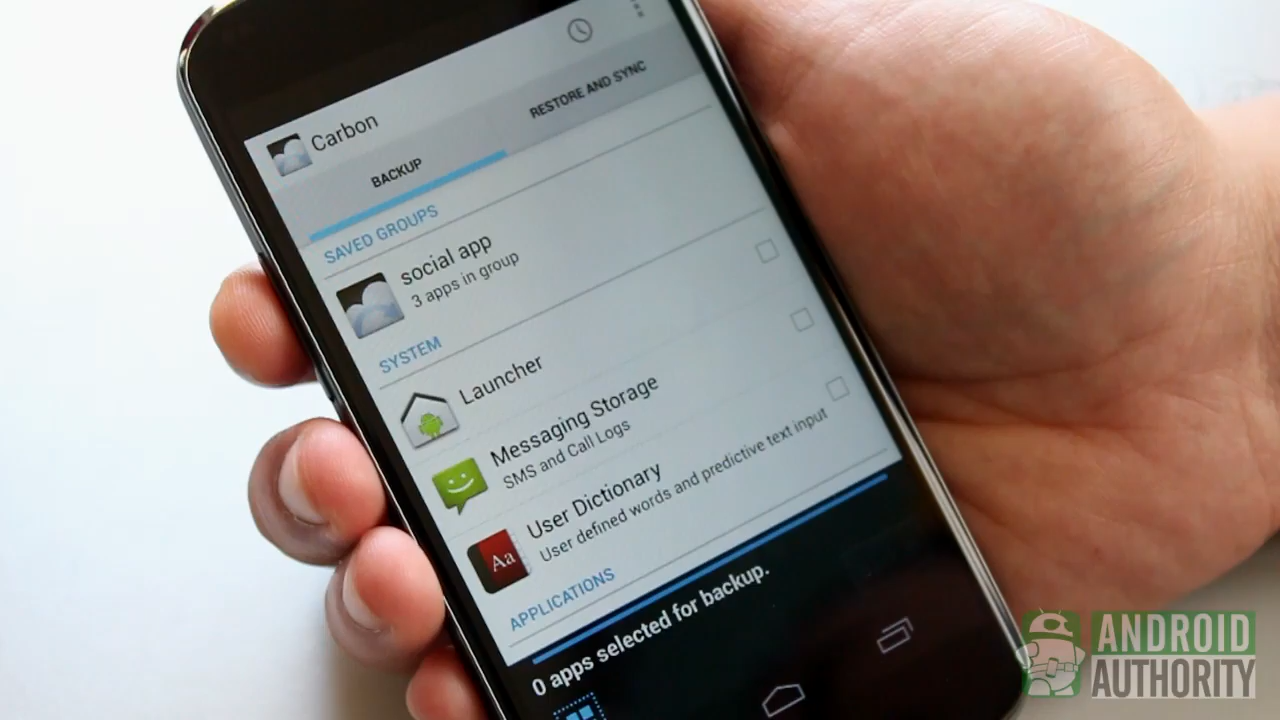 Carbon
BACKUP
RESTORE AND SYNC
SAVED GROUPS
social app
3 apps in group
SYSTEM
Launcher
Messaging Storage
SMS and Call Logs
User Dictionary
User defined words and predictive text input
Aa
APPLICATIONS
0 apps selected for backup.
ANDROID
AUTHORITY